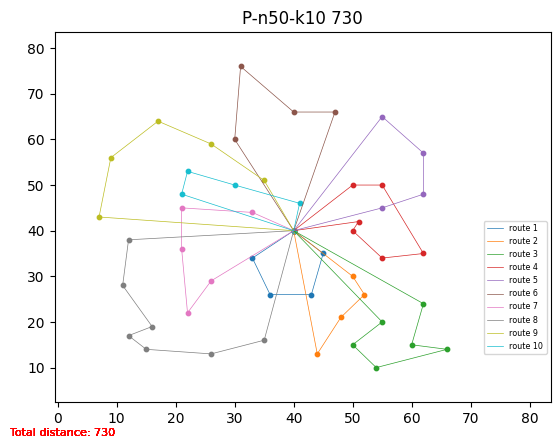 P-n50-k10 730
80
70
60
50
40
30
20
10
0 10 20 30 40 50 60 70 80
route 1
route 2
route 3
route 4
route 5
route 6
route 7
route 8
route 9
route 10
Total distance: 730